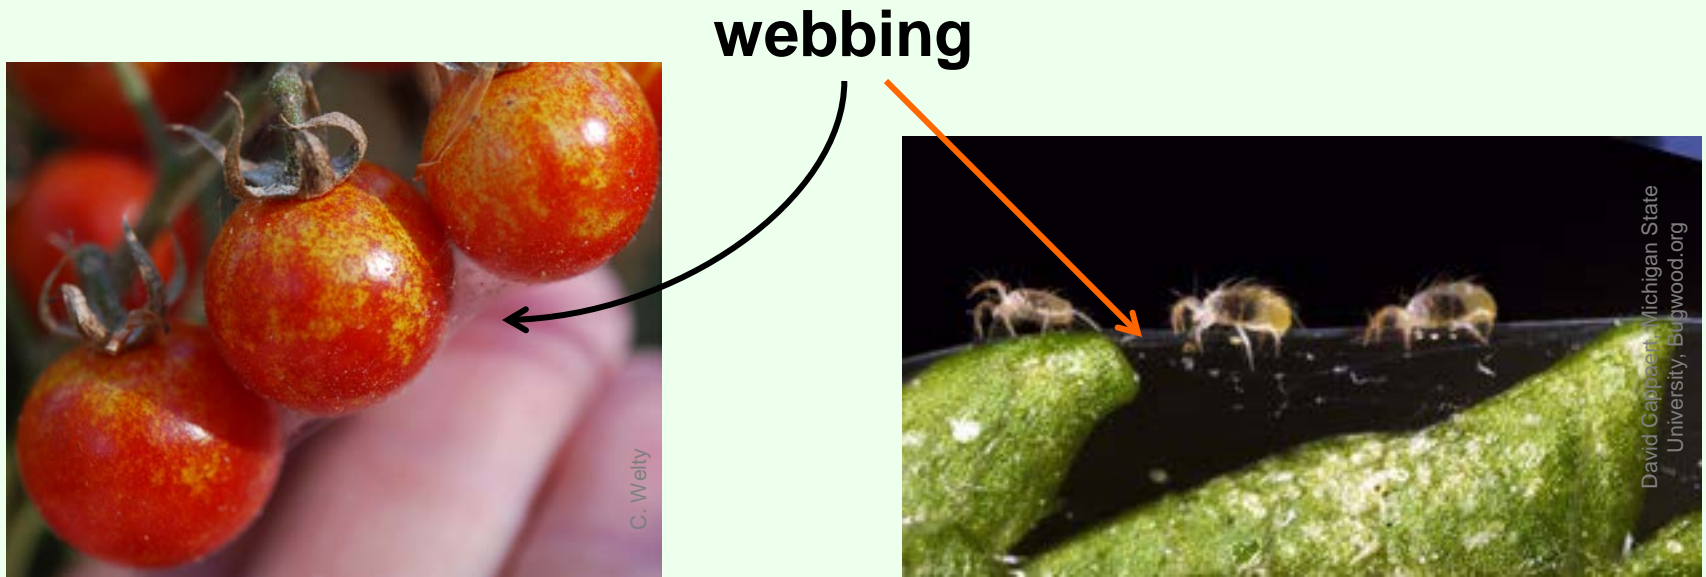 webbing
C. Welty
David Cappaert, Michigan State
University, Bugwood.org